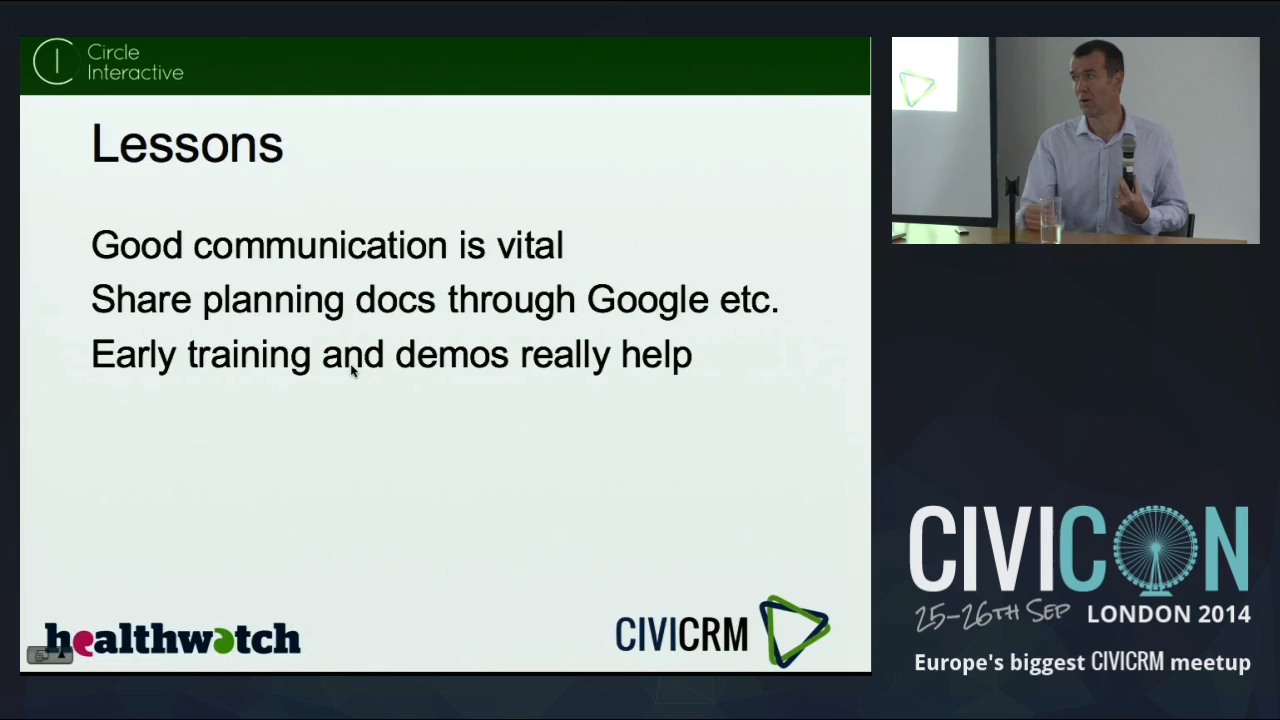 Circle
Interactive
Lessons
Good communication is vital
Share planning docs through Google etc.
Early training and demos really help
healthwatch
CIVICRM
CIVICON
25-26TH SEP
LONDON 2014
Europe's biggest CIVICRM meetup